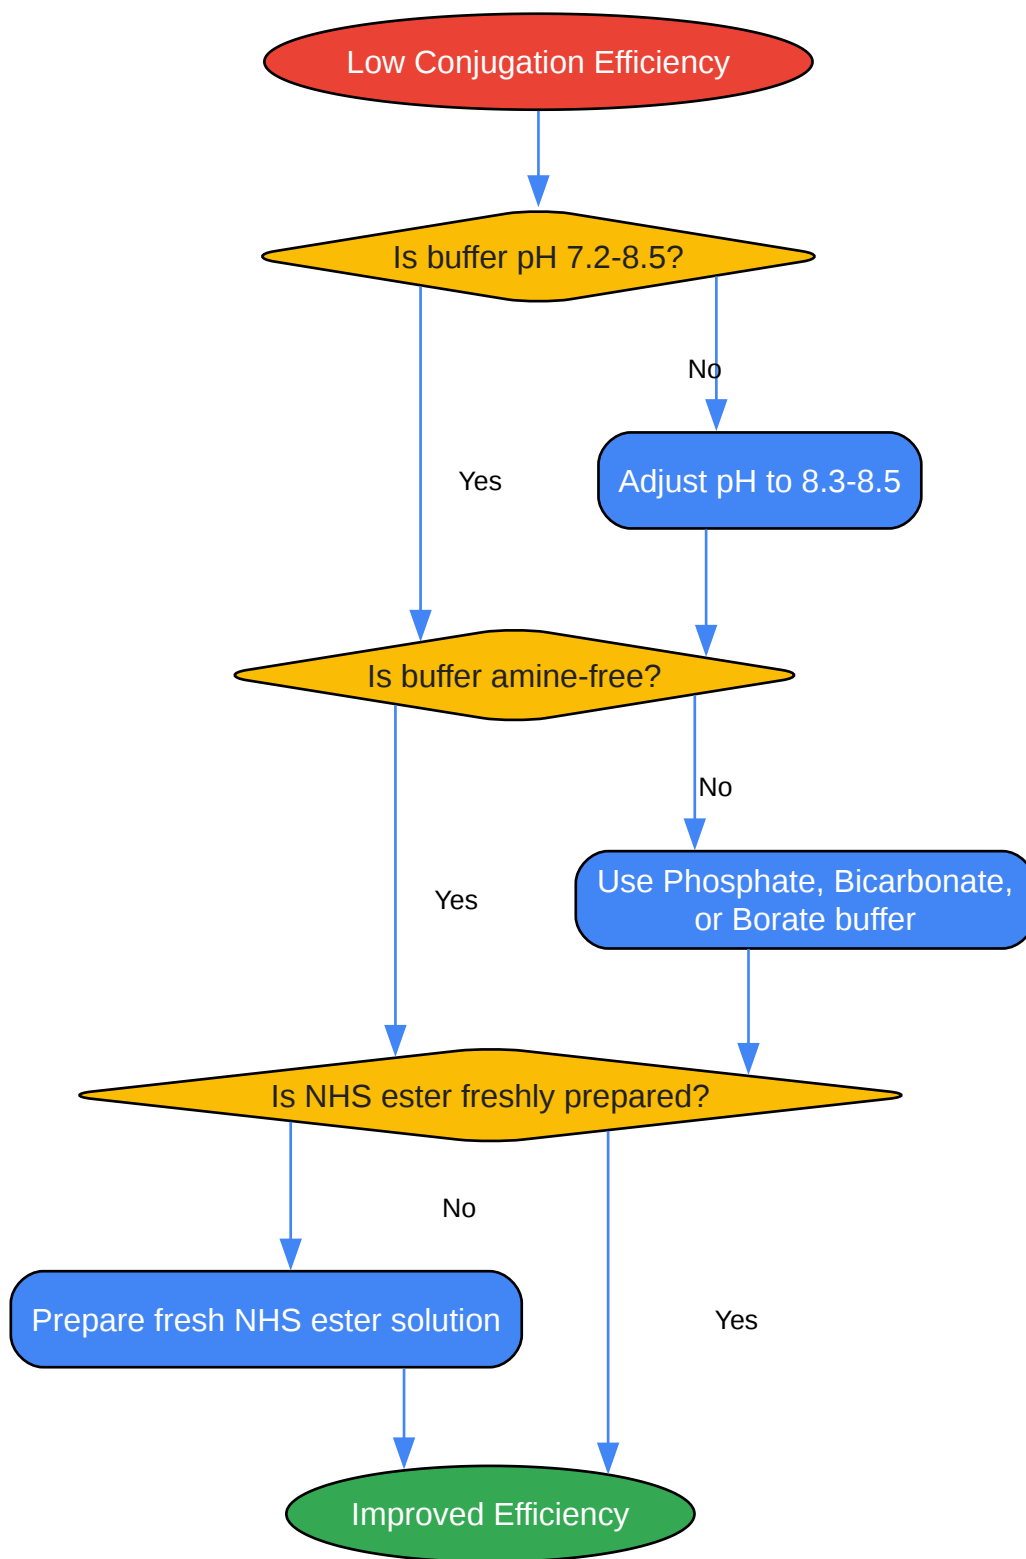 Low Conjugation Efficiency
Is buffer pH 7.2-8.5?
No
Yes
Adjust pH to 8.3-8.5
Is buffer amine-free?
No
Yes
Use Phosphate, Bicarbonate,
or Borate buffer
Is NHS ester freshly prepared?
No
Prepare fresh NHS ester solution
Yes
Improved Efficiency